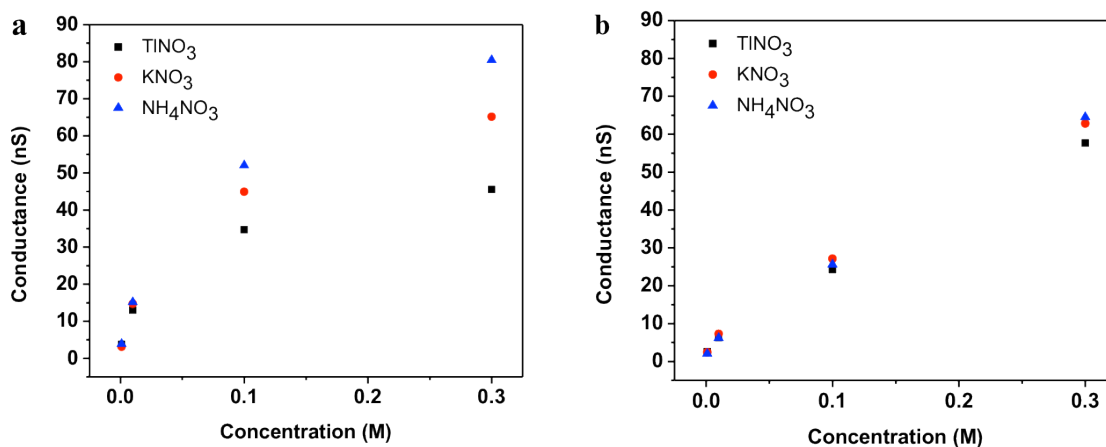 a
90
80
70
60
50
40
30
20
10
0
Conductance (nS)
TlNO3
KNO3
NH4NO3
0.0 0.1 0.2 0.3
Concentration (M)
b
90
80
70
60
50
40
30
20
10
0
Conductance (nS)
TlNO3
KNO3
NH4NO3
0.0 0.1 0.2 0.3
Concentration (M)